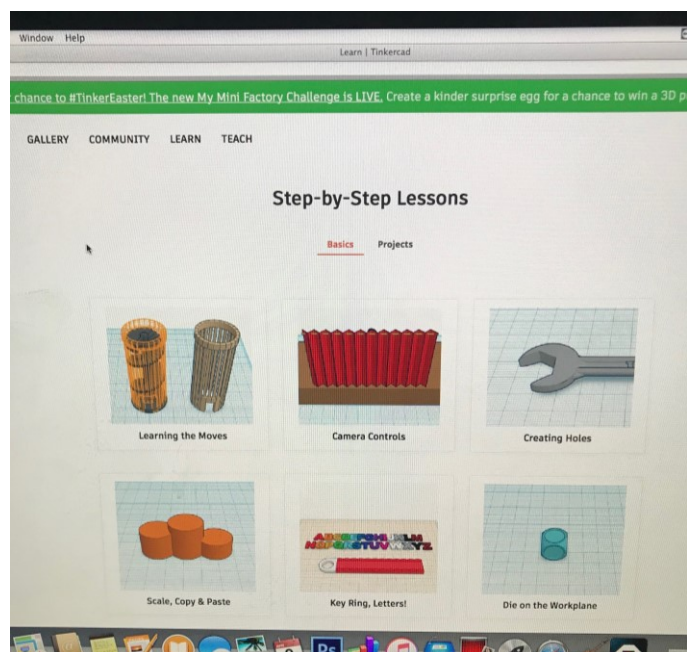 Window Help
Learn | Tinkercad
chance to #TinkerEaster! The new My Mini Factory Challenge is LIVE. Create a kinder surprise egg for a chance to win a 3D
GALLERY COMMUNITY LEARN TEACH
Step-by-Step Lessons
Basics Projects
Learning the Moves Camera Controls Creating Holes
Scale, Copy & Paste Key Ring, Letters! Die on the Workplane
Ps